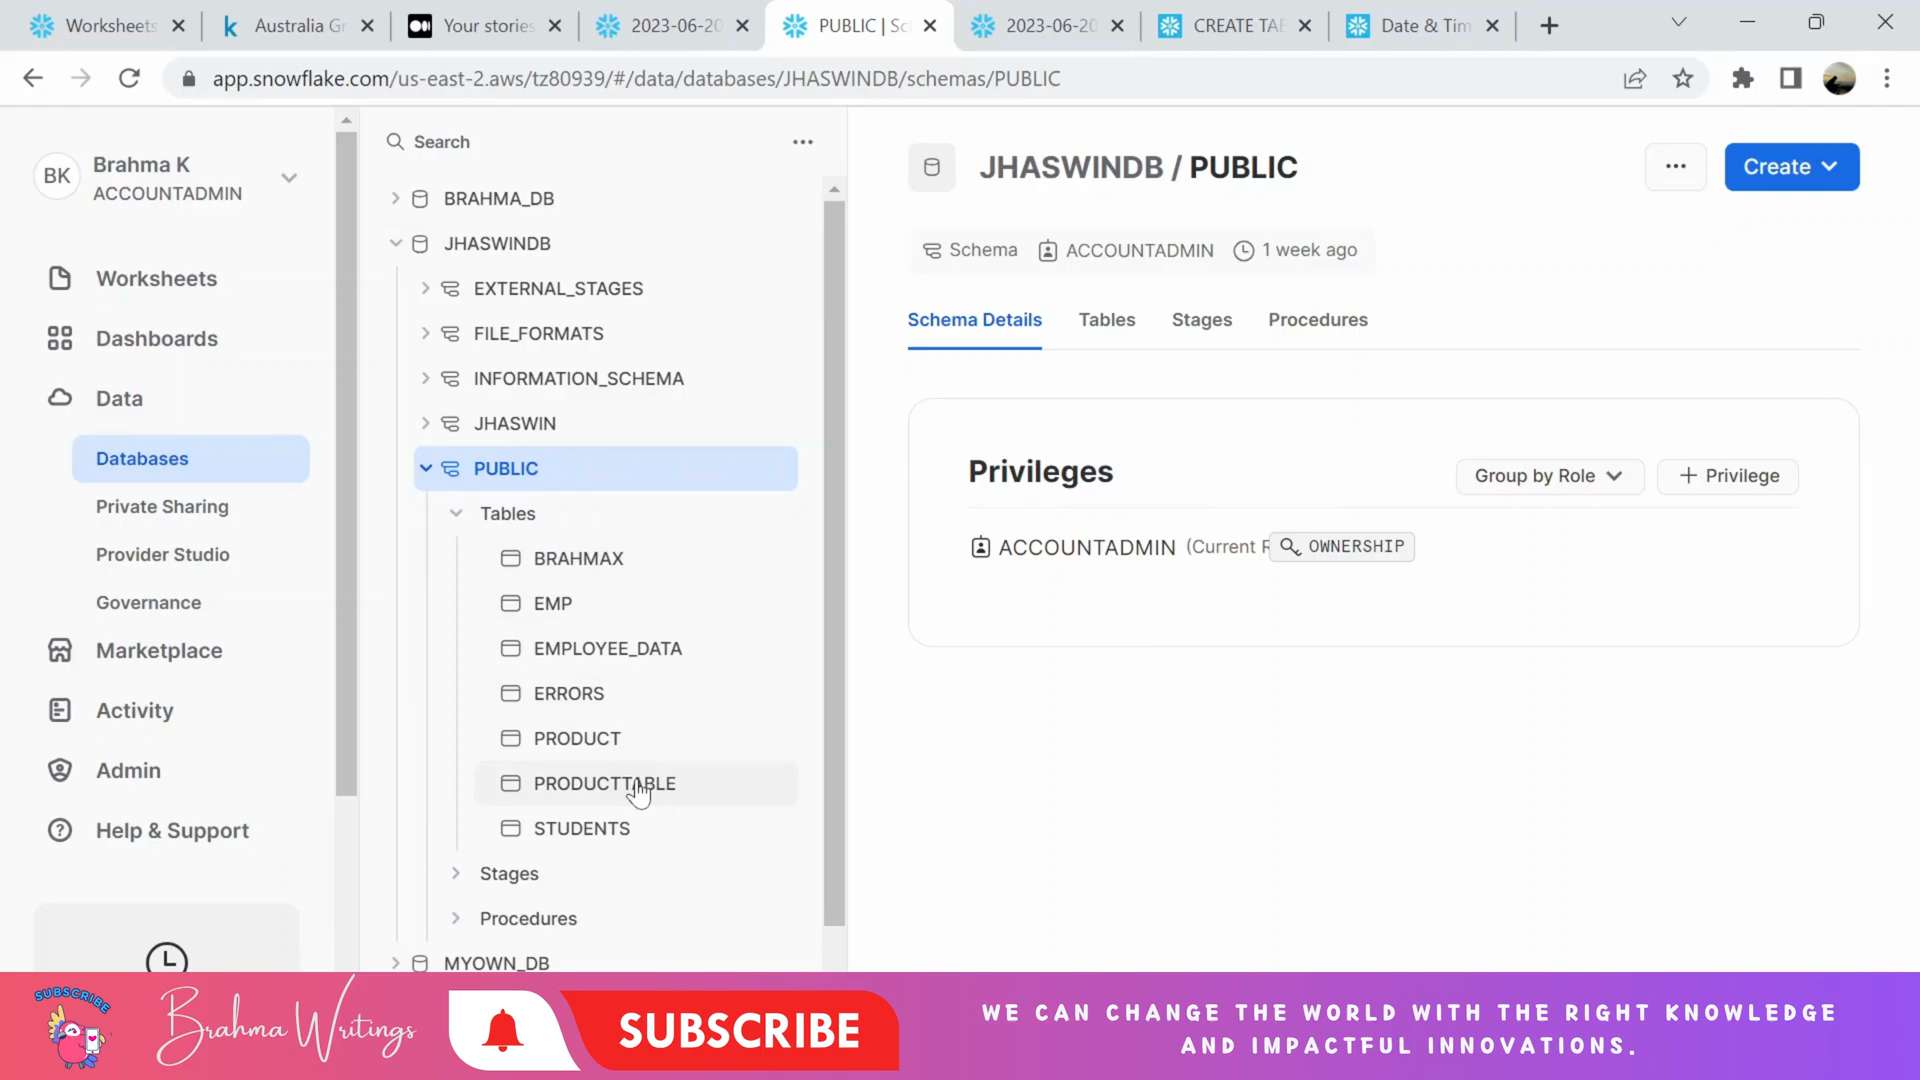 Worksheets
Australia Gr
Your stories
2023-06-20
PUBLIC | Sc
2023-06-20
CREATE TAB
Date & Tim
app.snowflake.com/us-east-2.aws/tz80939/#/data/databases/JHASWINDB/schemas/PUBLIC
BK
Brahma K
ACCOUNTADMIN
Worksheets
Dashboards
Data
Databases
Private Sharing
Provider Studio
Governance
Marketplace
Activity
Admin
Help & Support
Search
BRAHMA_DB
JHASWINDB
EXTERNAL_STAGES
FILE_FORMATS
INFORMATION_SCHEMA
JHASWIN
PUBLIC
Tables
BRAHMAX
EMP
EMPLOYEE_DATA
ERRORS
PRODUCT
PRODUCTTABLE
STUDENTS
Stages
Procedures
MYOWN_DB
JHASWINDB / PUBLIC
Create
Schema ACCOUNTADMIN 1 week ago
Schema Details Tables Stages Procedures
Privileges
Group by Role
+ Privilege
ACCOUNTADMIN (Current R OWNERSHIP
SUBSCRIBE
Brahma Writings
SUBSCRIBE
WE CAN CHANGE THE WORLD WITH THE RIGHT KNOWLEDGE
AND IMPACTFUL INNOVATIONS.